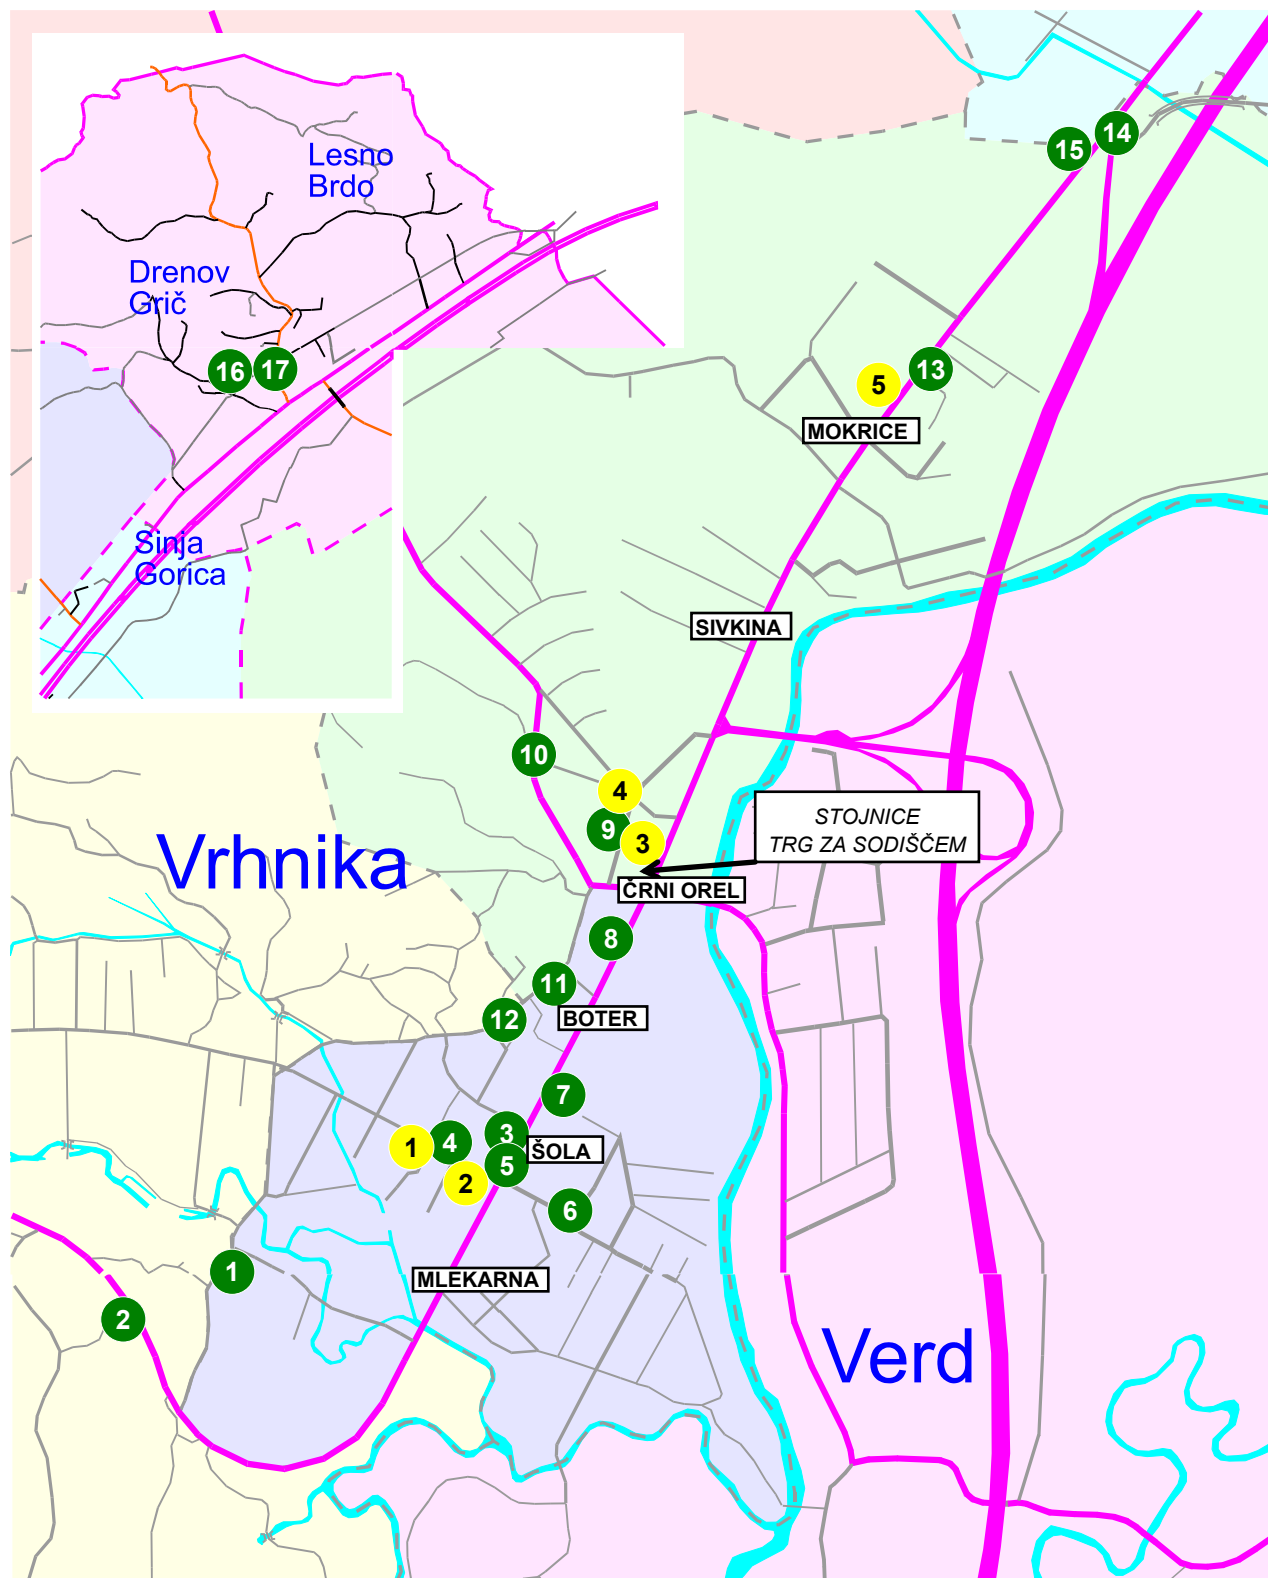 Lesno
Brdo
Drenov
Grič
16
17
Sinja
Gorica
14
15
13
5
MOKRICE
SIVKINA
10
4
9
3
STOJNICE
TRG ZA SODIŠČEM
Vrhnika
ČRNI OREL
8
11
BOTER
12
7
3
4
1
ŠOLA
5
2
6
1
MLEKARNA
2
Verd